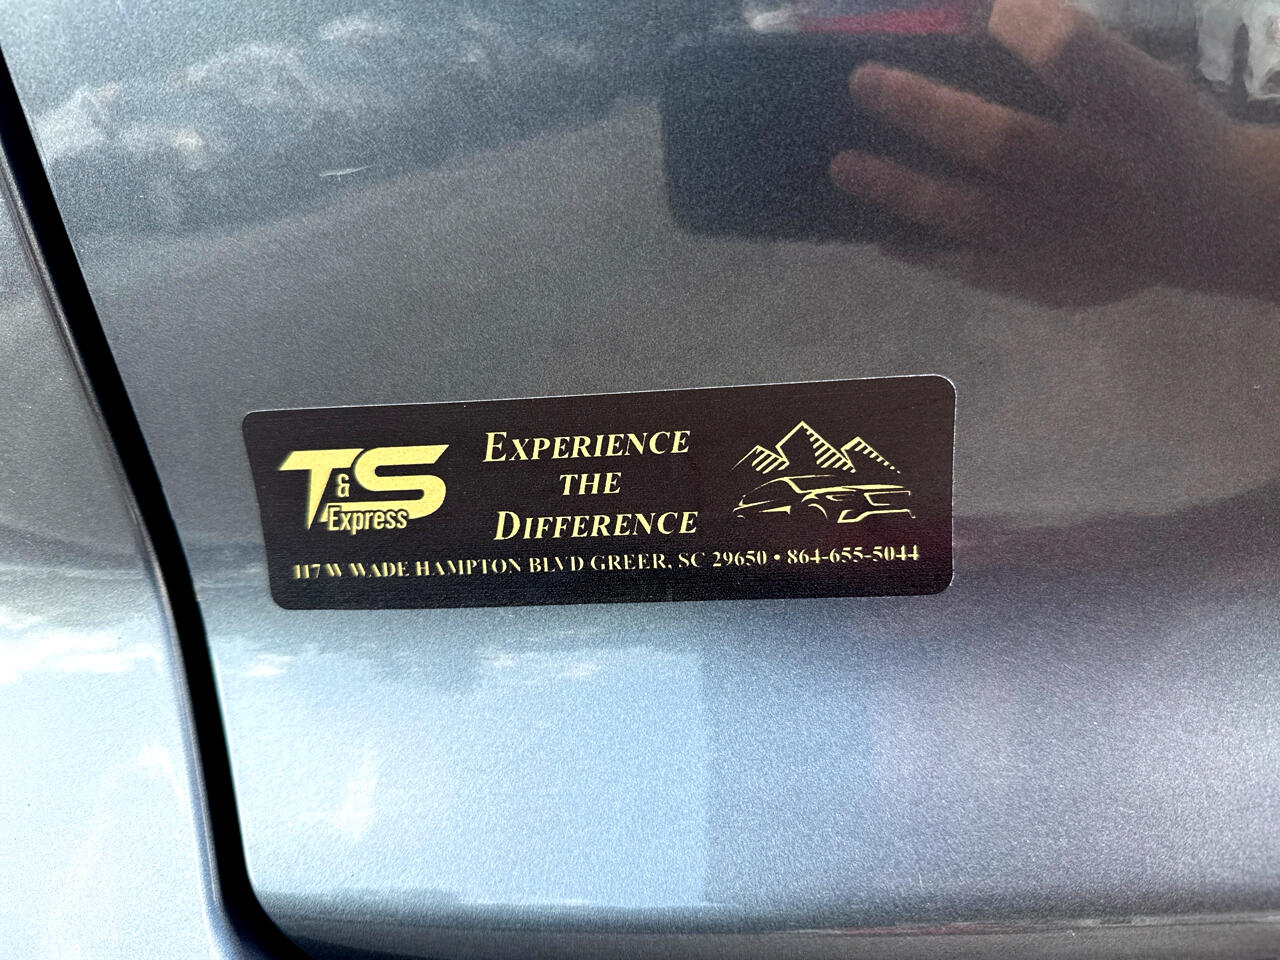 T&S
Express
EXPERIENCE
THE
DIFFERENCE
117 W WADE HAMPTON BLVD GREER, SC 29650 • 864-655-5044